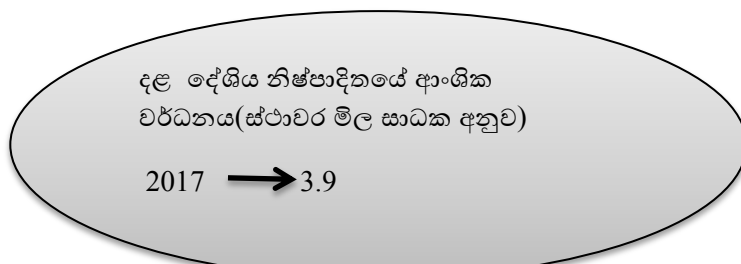 දළ දේශිය නිෂ්පාදිතයේ ආංශික
වර්ධනය(ස්ථාවර මිල සාධක අනුව)
2017 → 3.9